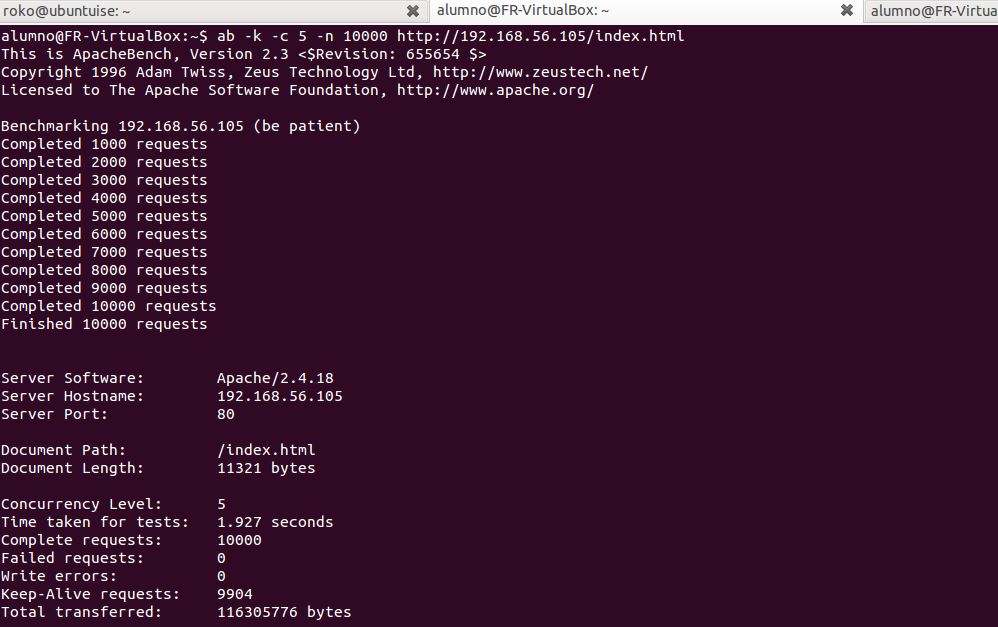 roko@ubuntuise: ~
alumno@FR-VirtualBox: ~
alumno@FR-Virtua
alumno@FR-VirtualBox:~$ ab -k -c 5 -n 10000 http://192.168.56.105/index.html
This is ApacheBench, Version 2.3 <$Revision: 655654 $>
Copyright 1996 Adam Twiss, Zeus Technology Ltd, http://www.zeustech.net/
Licensed to The Apache Software Foundation, http://www.apache.org/
Benchmarking 192.168.56.105 (be patient)
Completed 1000 requests
Completed 2000 requests
Completed 3000 requests
Completed 4000 requests
Completed 5000 requests
Completed 6000 requests
Completed 7000 requests
Completed 8000 requests
Completed 9000 requests
Completed 10000 requests
Finished 10000 requests
Server Software: Apache/2.4.18
Server Hostname: 192.168.56.105
Server Port: 80
Document Path: /index.html
Document Length: 11321 bytes
Concurrency Level: 5
Time taken for tests: 1.927 seconds
Complete requests: 10000
Failed requests: 0
Write errors: 0
Keep-Alive requests: 9904
Total transferred: 116305776 bytes